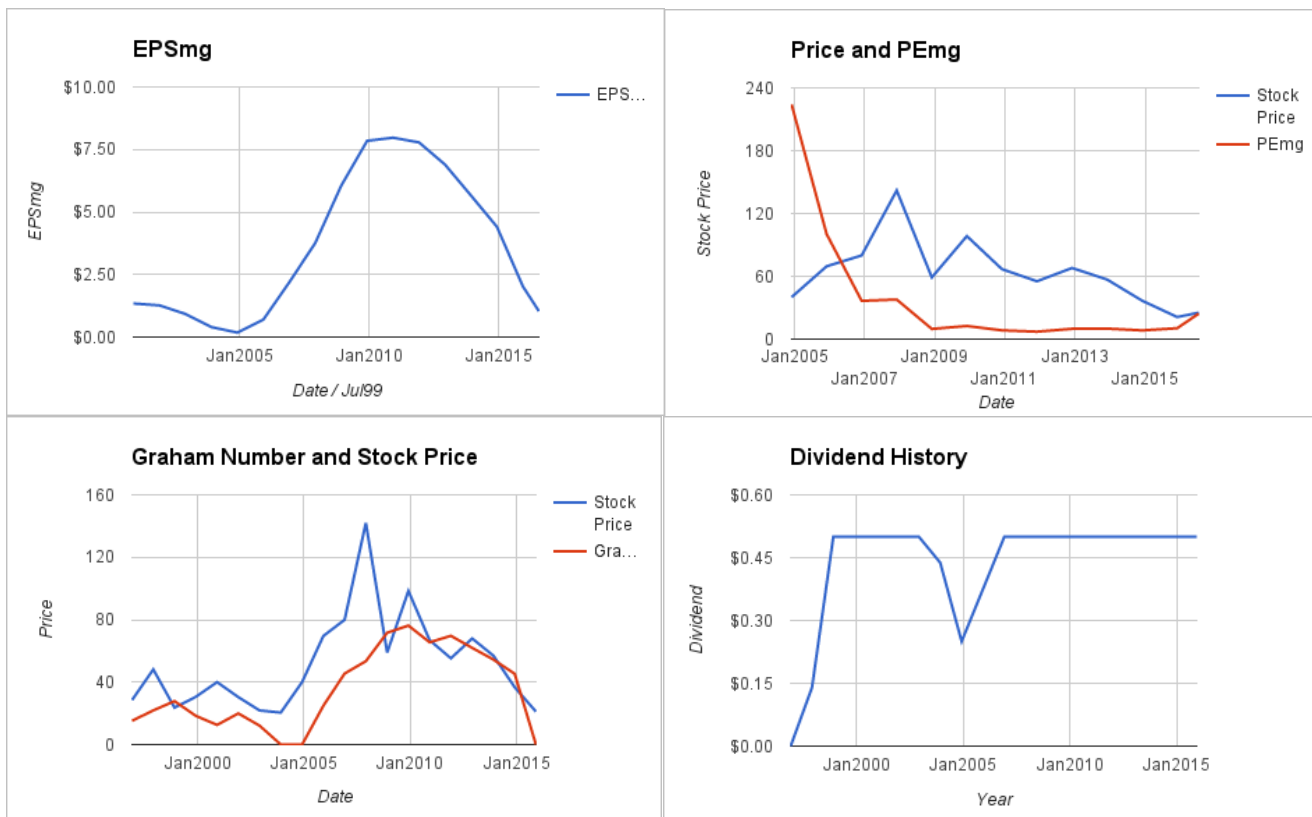 EPSmg
$10.00
$7.50
$5.00
$2.50
$0.00
EPSmg
Jan2005
Jan2010
Jan2015
Date / Jul99
EPS...
Price and PEmg
240
180
120
60
0
Stock Price
Jan2005
Jan2007
Jan2009
Jan2011
Jan2013
Jan2015
Date
Stock
Price
PEmg
Graham Number and Stock Price
160
120
80
40
0
Price
Jan2000
Jan2005
Jan2010
Jan2015
Date
Stock
Price
Gra...
Dividend History
$0.60
$0.45
$0.30
$0.15
$0.00
Dividend
Jan2000
Jan2005
Jan2010
Jan2015
Year